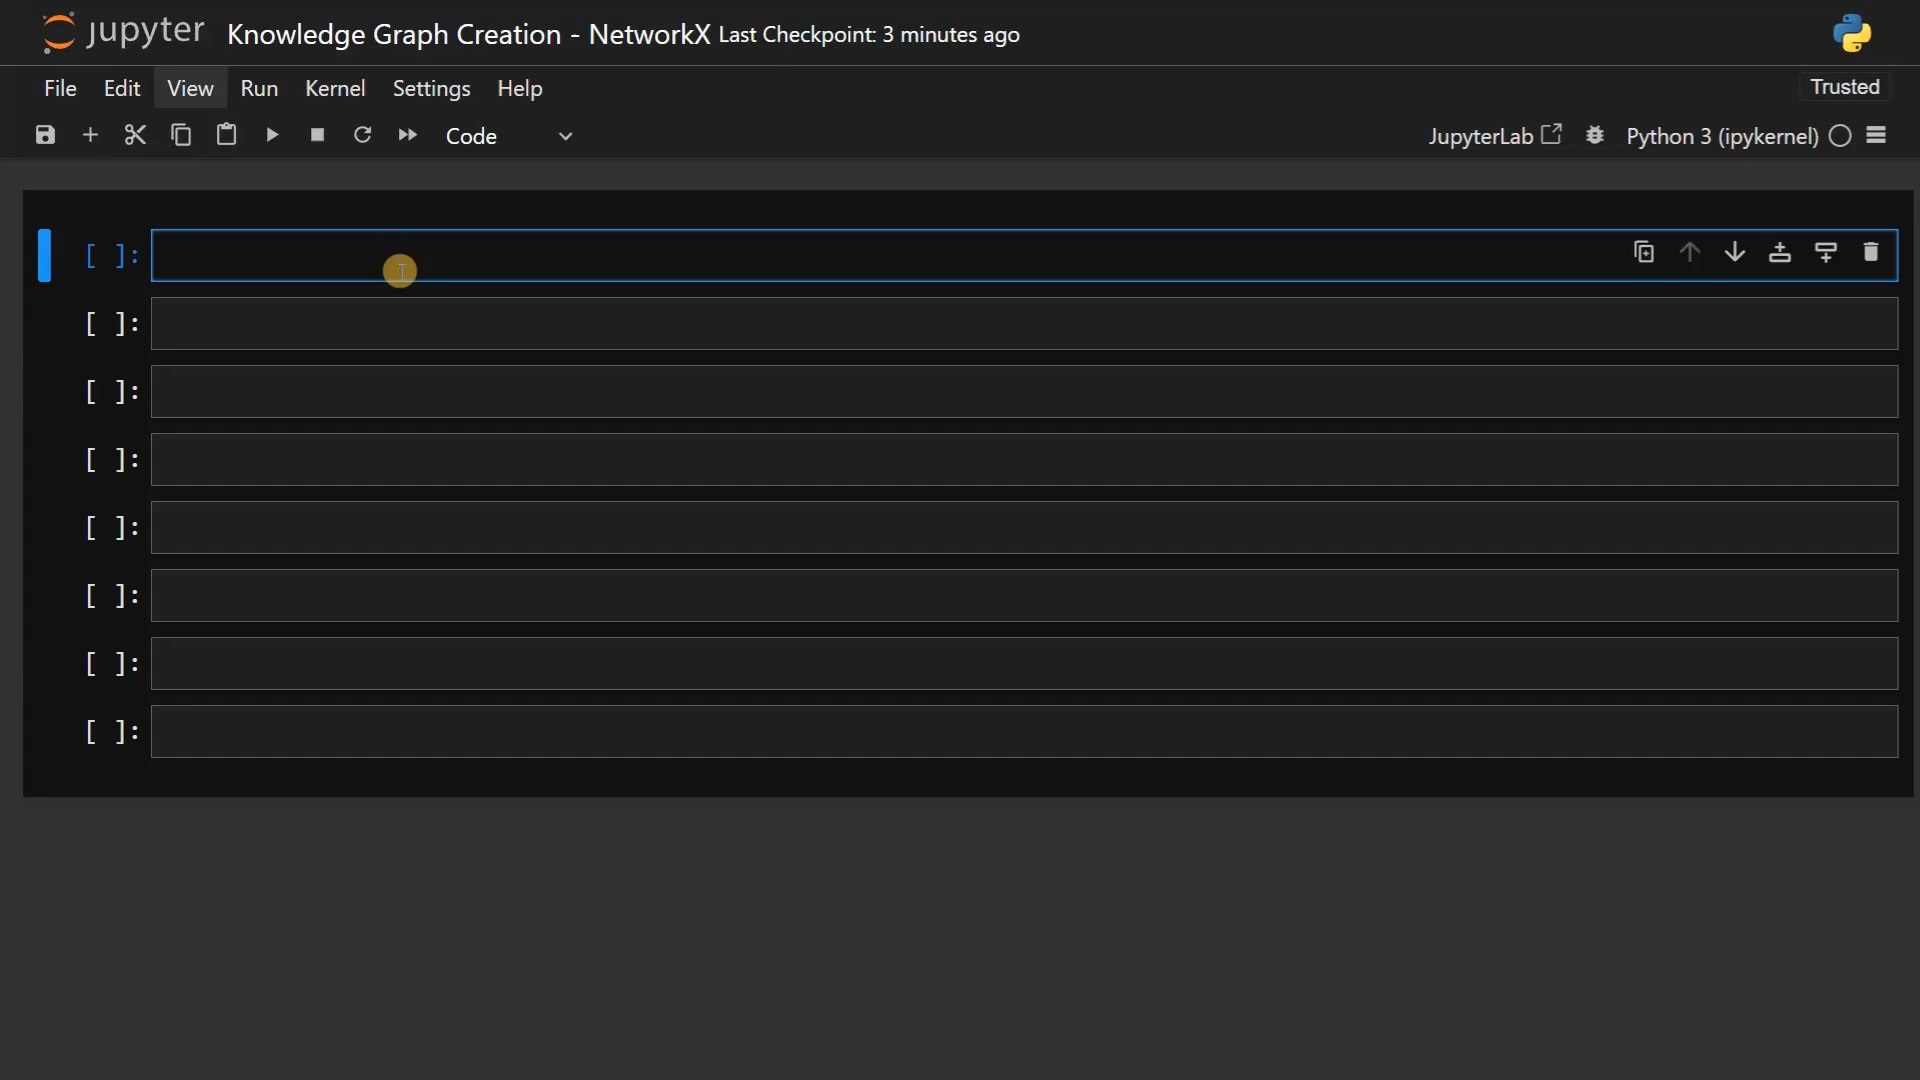 jupyter Knowledge Graph Creation - NetworkX Last Checkpoint: 3 minutes ago
File Edit View Run Kernel Settings Help Trusted
Code JupyterLab Python 3 (ipykernel)
[ ]:
[ ]:
[ ]:
[ ]:
[ ]:
[ ]:
[ ]:
[ ]: